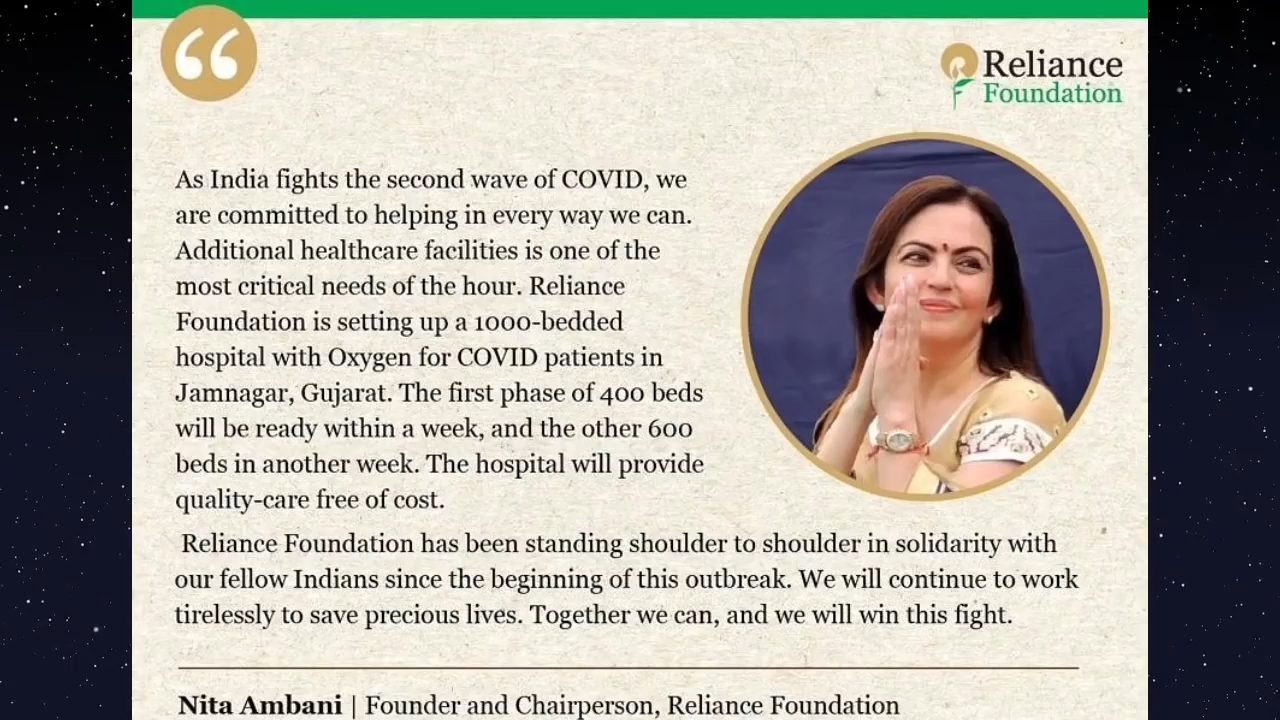 Reliance
Foundation
As India fights the second wave of COVID, we
are committed to helping in every way we can.
Additional healthcare facilities is one of the
most critical needs of the hour. Reliance
Foundation is setting up a 1000-bedded
hospital with Oxygen for COVID patients in
Jamnagar, Gujarat. The first phase of 400 beds
will be ready within a week, and the other 600
beds in another week. The hospital will provide
quality-care free of cost.
Reliance Foundation has been standing shoulder to shoulder in solidarity with
our fellow Indians since the beginning of this outbreak. We will continue to work
tirelessly to save precious lives. Together we can, and we will win this fight.
Nita Ambani | Founder and Chairperson, Reliance Foundation